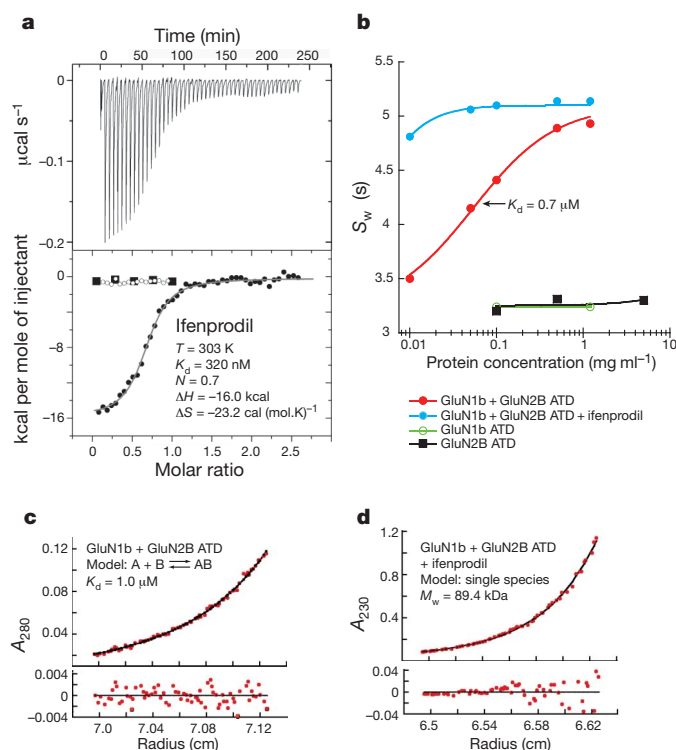 a
Time (min)
0 50 100 150 200 250
0
−0.1
−0.2
μcal s⁻¹
0
−8
−16
kcal per mole of injectant
Ifenprodil
T = 303 K
Kd = 320 nM
N = 0.7
ΔH = −16.0 kcal
ΔS = −23.2 cal (mol.K)⁻¹
0 0.5 1.0 1.5 2.0 2.5
Molar ratio
b
5.5
5
4.5
4
3.5
3
Sw (s)
Kd = 0.7 μM
0.01 0.1 1 10
Protein concentration (mg ml⁻¹)
GluN1b + GluN2B ATD
GluN1b + GluN2B ATD + ifenprodil
GluN1b ATD
GluN2B ATD
c
0.12
0.08
0.04
A280
GluN1b + GluN2B ATD
Model: A + B ⇌ AB
Kd = 1.0 μM
0.004
0
−0.004
7.0 7.04 7.08 7.12
Radius (cm)
d
1.2
0.8
0.4
A230
GluN1b + GluN2B ATD
+ ifenprodil
Model: single species
Mw = 89.4 kDa
0.04
0
−0.04
6.5 6.54 6.58 6.62
Radius (cm)